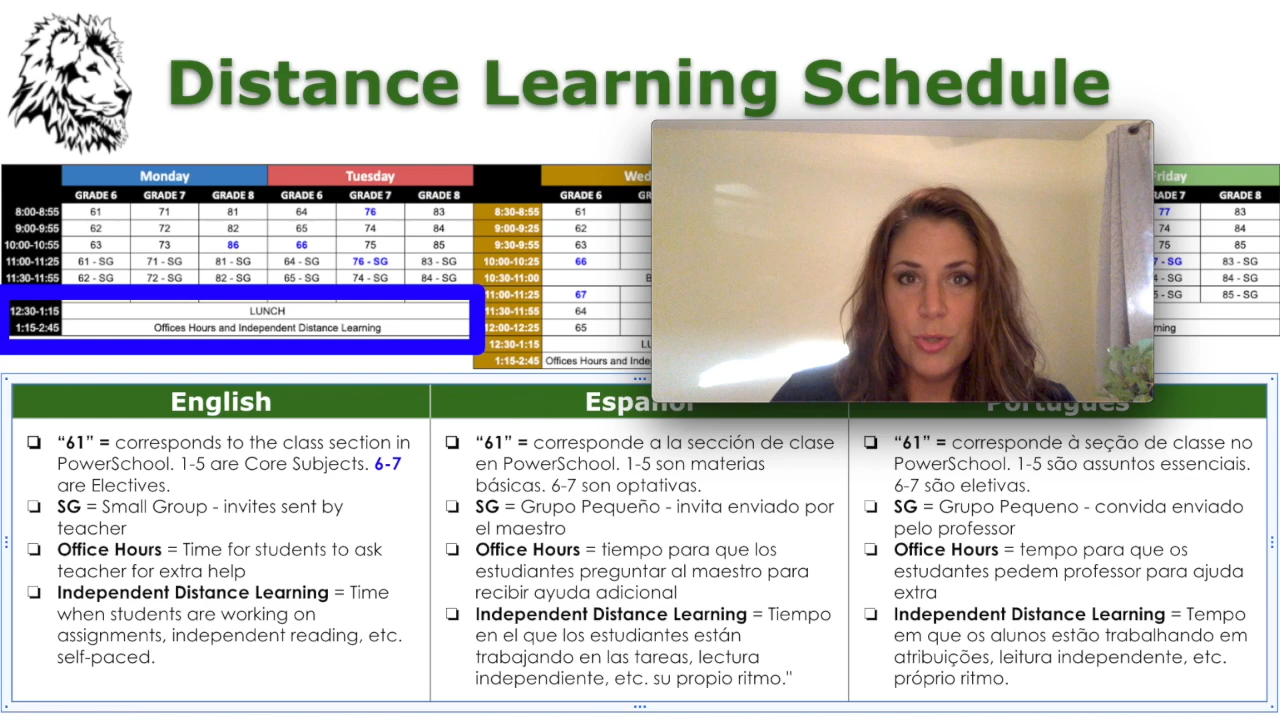 Distance Learning Schedule
Monday Tuesday
GRADE 6 GRADE 7 GRADE 8 GRADE 6 GRADE 7 GRADE 8 GRADE 6
8:00-8:55 61 71 81 64 76 83 8:30-8:55 61 77 83
9:00-9:55 62 72 82 65 74 84 9:00-9:25 62 74 84
10:00-10:55 63 73 86 66 75 85 9:30-9:55 63 75 85
11:00-11:25 61 - SG 71 - SG 81 - SG 64 - SG 76 - SG 83 - SG 10:00-10:25 66 83 - SG
11:30-11:55 62 - SG 72 - SG 82 - SG 65 - SG 74 - SG 84 - SG 10:30-11:00 84 - SG
11:00-11:25 67 85 - SG
12:30-1:15 LUNCH 11:30-11:55 64
1:15-2:45 Offices Hours and Independent Distance Learning 12:00-12:25 65
12:30-1:15
1:15-2:45 Offices Hours and
English
"61" = corresponds to the class section in
PowerSchool. 1-5 are Core Subjects. 6-7
are Electives.
SG = Small Group - invites sent by
teacher
Office Hours = Time for students to ask
teacher for extra help
Independent Distance Learning = Time
when students are working on
assignments, independent reading, etc.
self-paced.
Español
"61" = corresponde a la sección de clase
en PowerSchool. 1-5 son materias
básicas. 6-7 son optativas.
SG = Grupo Pequeño - invita enviado por
el maestro
Office Hours = tiempo para que los
estudiantes preguntar al maestro para
recibir ayuda adicional
Independent Distance Learning = Tiempo
en el que los estudiantes están
trabajando en las tareas, lectura
independiente, etc. su propio ritmo."
Portugués
"61" = corresponde à seção de classe no
PowerSchool. 1-5 são assuntos essenciais.
6-7 são eletivas.
SG = Grupo Pequeno - convida enviado
pelo professor
Office Hours = tempo para que os
estudantes pedem professor para ajuda
extra
Independent Distance Learning = Tempo
em que os alunos estão trabalhando em
atribuições, leitura independente, etc.
próprio ritmo.